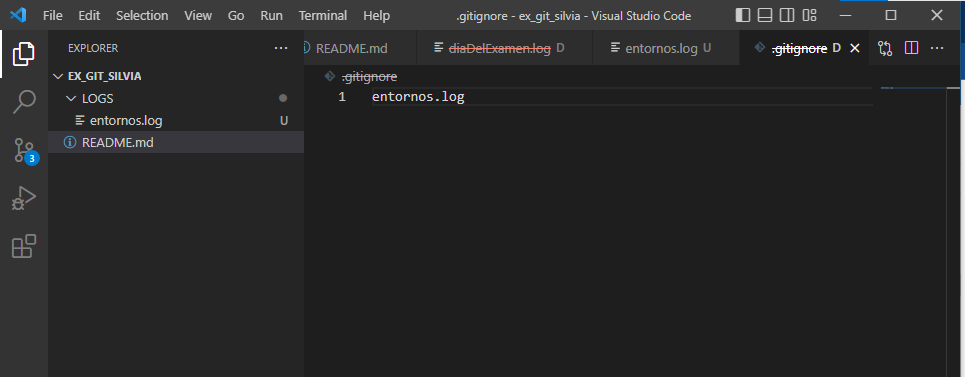 File Edit Selection View Go Run Terminal Help .gitignore - ex_git_silvia - Visual Studio Code
EXPLORER
README.md diaDelExamen.log D entornos.log U .gitignore D
EX_GIT_SILVIA
.gitignore
LOGS
1 entornos.log
entornos.log U
README.md
3